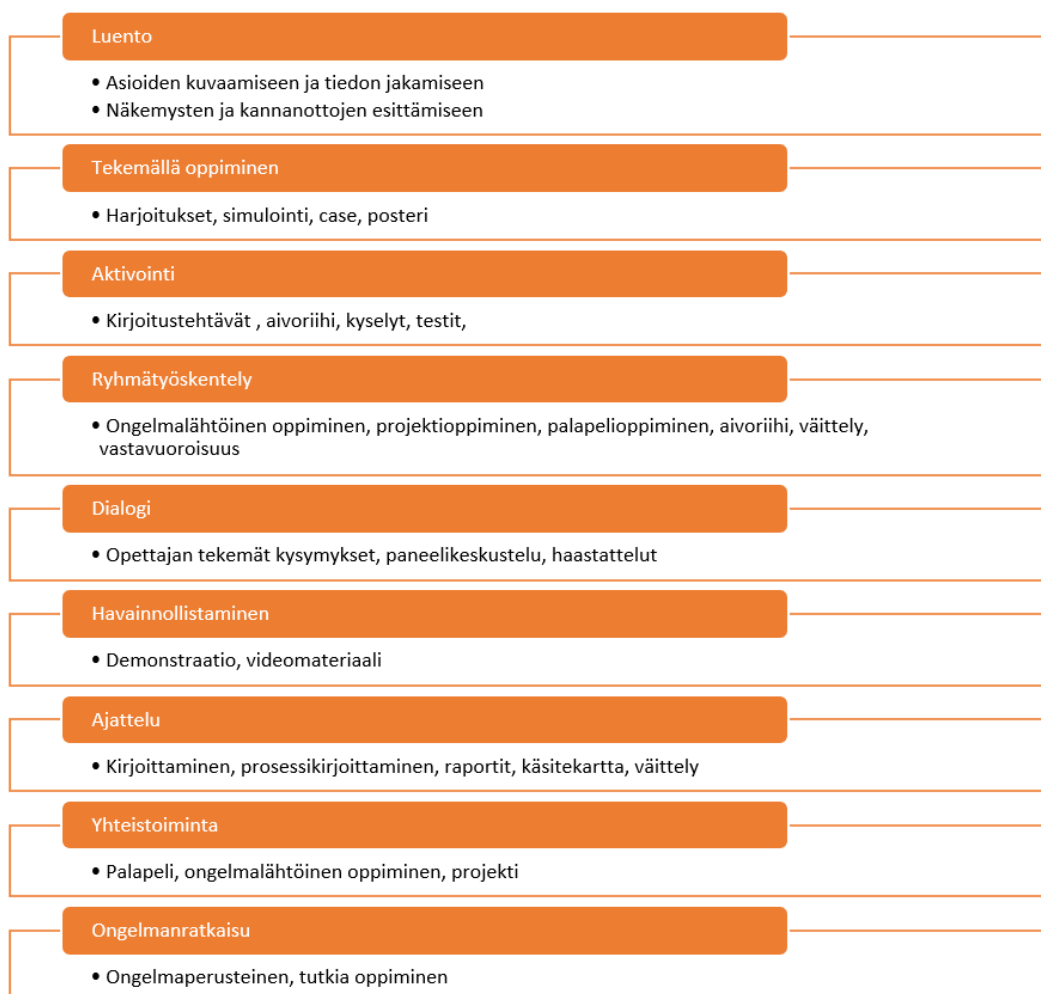 Luento
• Asioiden kuvaamiseen ja tiedon jakamiseen
• Näkemysten ja kannanottojen esittämiseen
Tekemällä oppiminen
• Harjoitukset, simulointi, case, posteri
Aktivointi
• Kirjoitustehtävät , aivoriihi, kyselyt, testit,
Ryhmätyöskentely
• Ongelmalähtöinen oppiminen, projektioppiminen, palapelioppiminen, aivoriihi, väittely,
vastavuoroisuus
Dialogi
• Opettajan tekemät kysymykset, paneelikeskustelu, haastattelut
Havainnollistaminen
• Demonstraatio, videomateriaali
Ajattelu
• Kirjoittaminen, prosessikirjoittaminen, raportit, käsitekartta, väittely
Yhteistoiminta
• Palapeli, ongelmalähtöinen oppiminen, projekti
Ongelmanratkaisu
• Ongelmaperusteinen, tutkia oppiminen